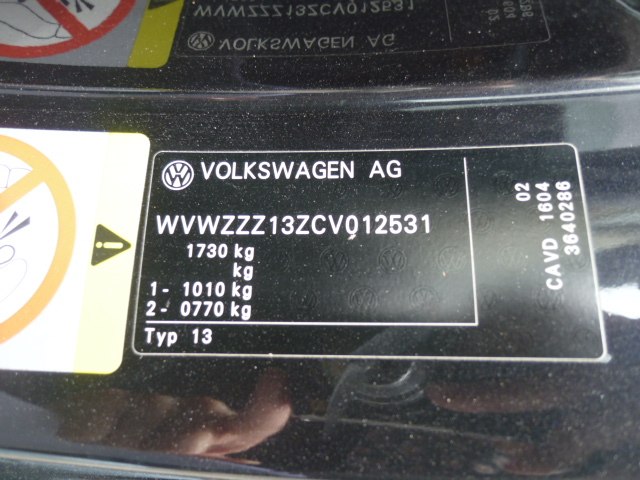 VOLKSWAGEN AG
WVWZZZ13ZCV012531
1730 kg
kg
1- 1010 kg
2- 0770 kg
Typ 13
02
CAVD 1604
3640286
WVWZZZ13ZCV012531
VOLKSWAGEN AG